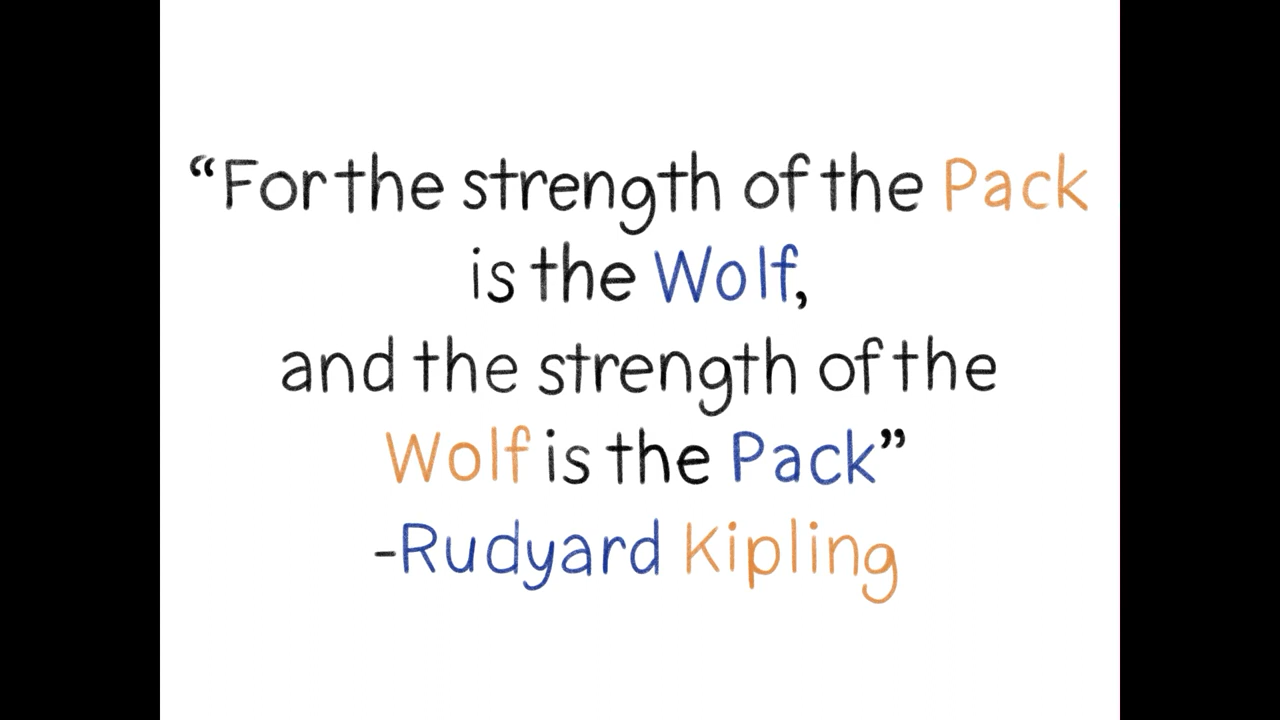 “For the strength of the Pack
is the Wolf,
and the strength of the
Wolf is the Pack”
-Rudyard Kipling